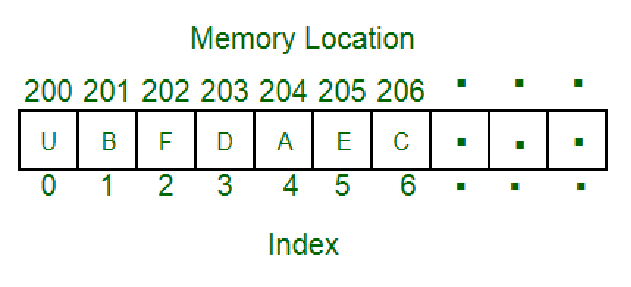 Memory Location
200 201 202 203 204 205 206 . . .
U B F D A E C . . .
0 1 2 3 4 5 6 . . .
Index